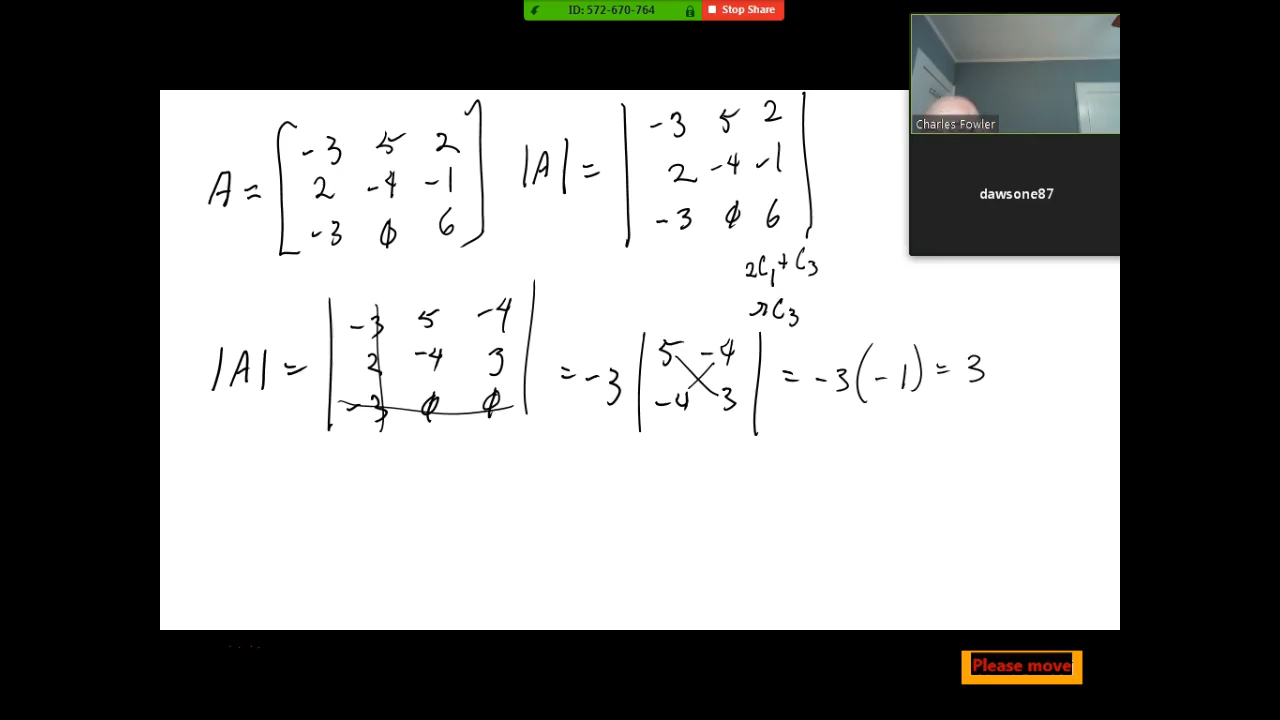 ID: 572-670-764 Stop Share
Charles Fowler
dawsone87
A = [ -3 5 2 |A| = | -3 5 2 |
2 -4 -1 2 -4 -1
-3 0 6 ] -3 0 6
2C₁ + C₃
→ C₃
|A| = | -3 5 -4 | = -3 | 5 -4 | = -3(-1) = 3
2 -4 3 -4 3
-3 0 0
Please move